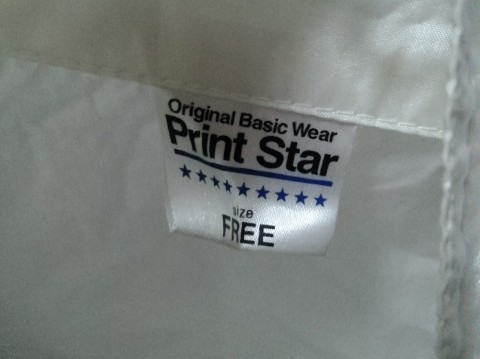 Original Basic Wear
Print Star
size
FREE